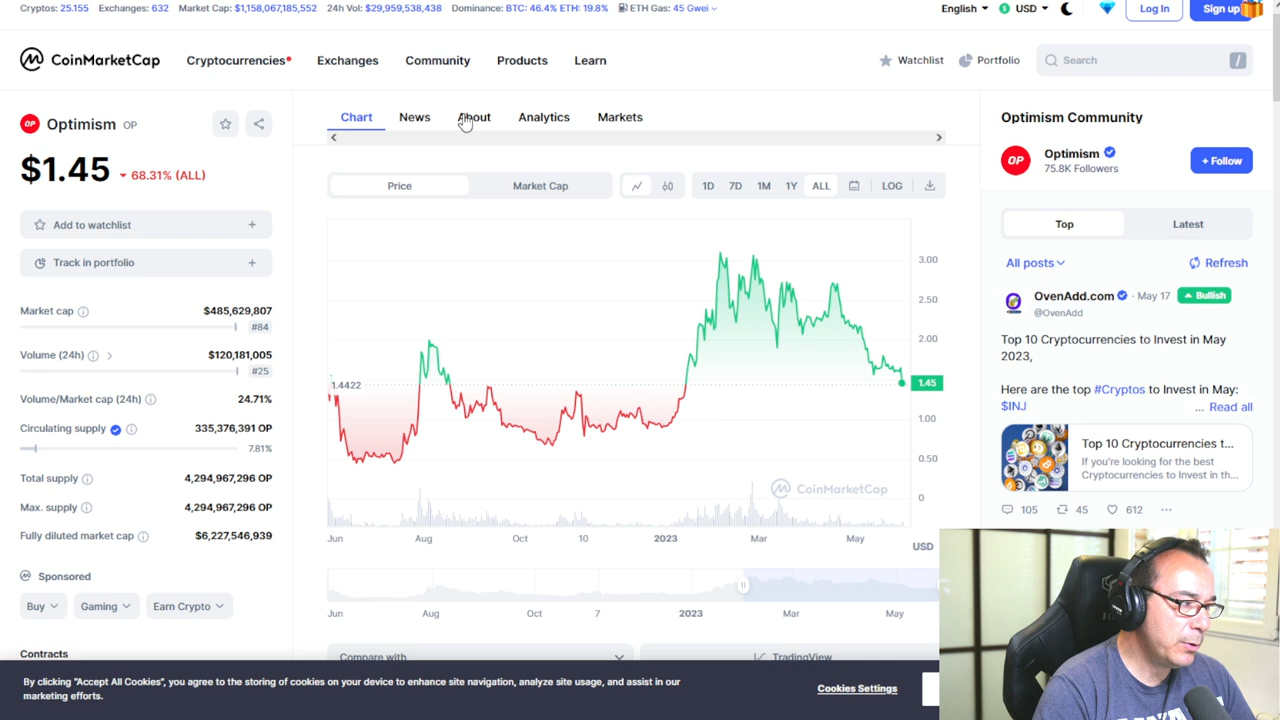 Cryptos: 25.155 Exchanges: 632 Market Cap: $1,158,067,185,552 24h Vol: $29,959,538,438 Dominance: BTC: 46.4% ETH: 19.8% ETH Gas: 45 Gwei
English USD Log In Sign up
CoinMarketCap Cryptocurrencies Exchanges Community Products Learn Watchlist Portfolio Search /
OP Optimism OP
$1.45 68.31% (ALL)
Add to watchlist +
Track in portfolio +
Market cap $485,629,807
#84
Volume (24h) $120,181,005
#25
Volume/Market cap (24h) 24.71%
Circulating supply 335,376,391 OP
7.81%
Total supply 4,294,967,296 OP
Max. supply 4,294,967,296 OP
Fully diluted market cap $6,227,546,939
Sponsored
Buy Gaming Earn Crypto
Contracts
Chart News About Analytics Markets
Price Market Cap 1D 7D 1M 1Y ALL LOG
3.00
2.50
2.00
1.4422 1.45
1.00
0.50
0
CoinMarketCap
Jun Aug Oct 10 2023 Mar May
USD
Jun Aug Oct 7 2023 Mar May
Compare with TradingView
Optimism Community
OP Optimism
75.8K Followers
+ Follow
Top Latest
All posts Refresh
OvenAdd.com · May 17 Bullish
@OvenAdd
Top 10 Cryptocurrencies to Invest in May
2023,
Here are the top #Cryptos to Invest in May:
$INJ ... Read all
Top 10 Cryptocurrencies t...
If you're looking for the best
Cryptocurrencies to Invest in th...
105 45 612 ...
By clicking "Accept All Cookies", you agree to the storing of cookies on your device to enhance site navigation, analyze site usage, and assist in our
marketing efforts.
Cookies Settings